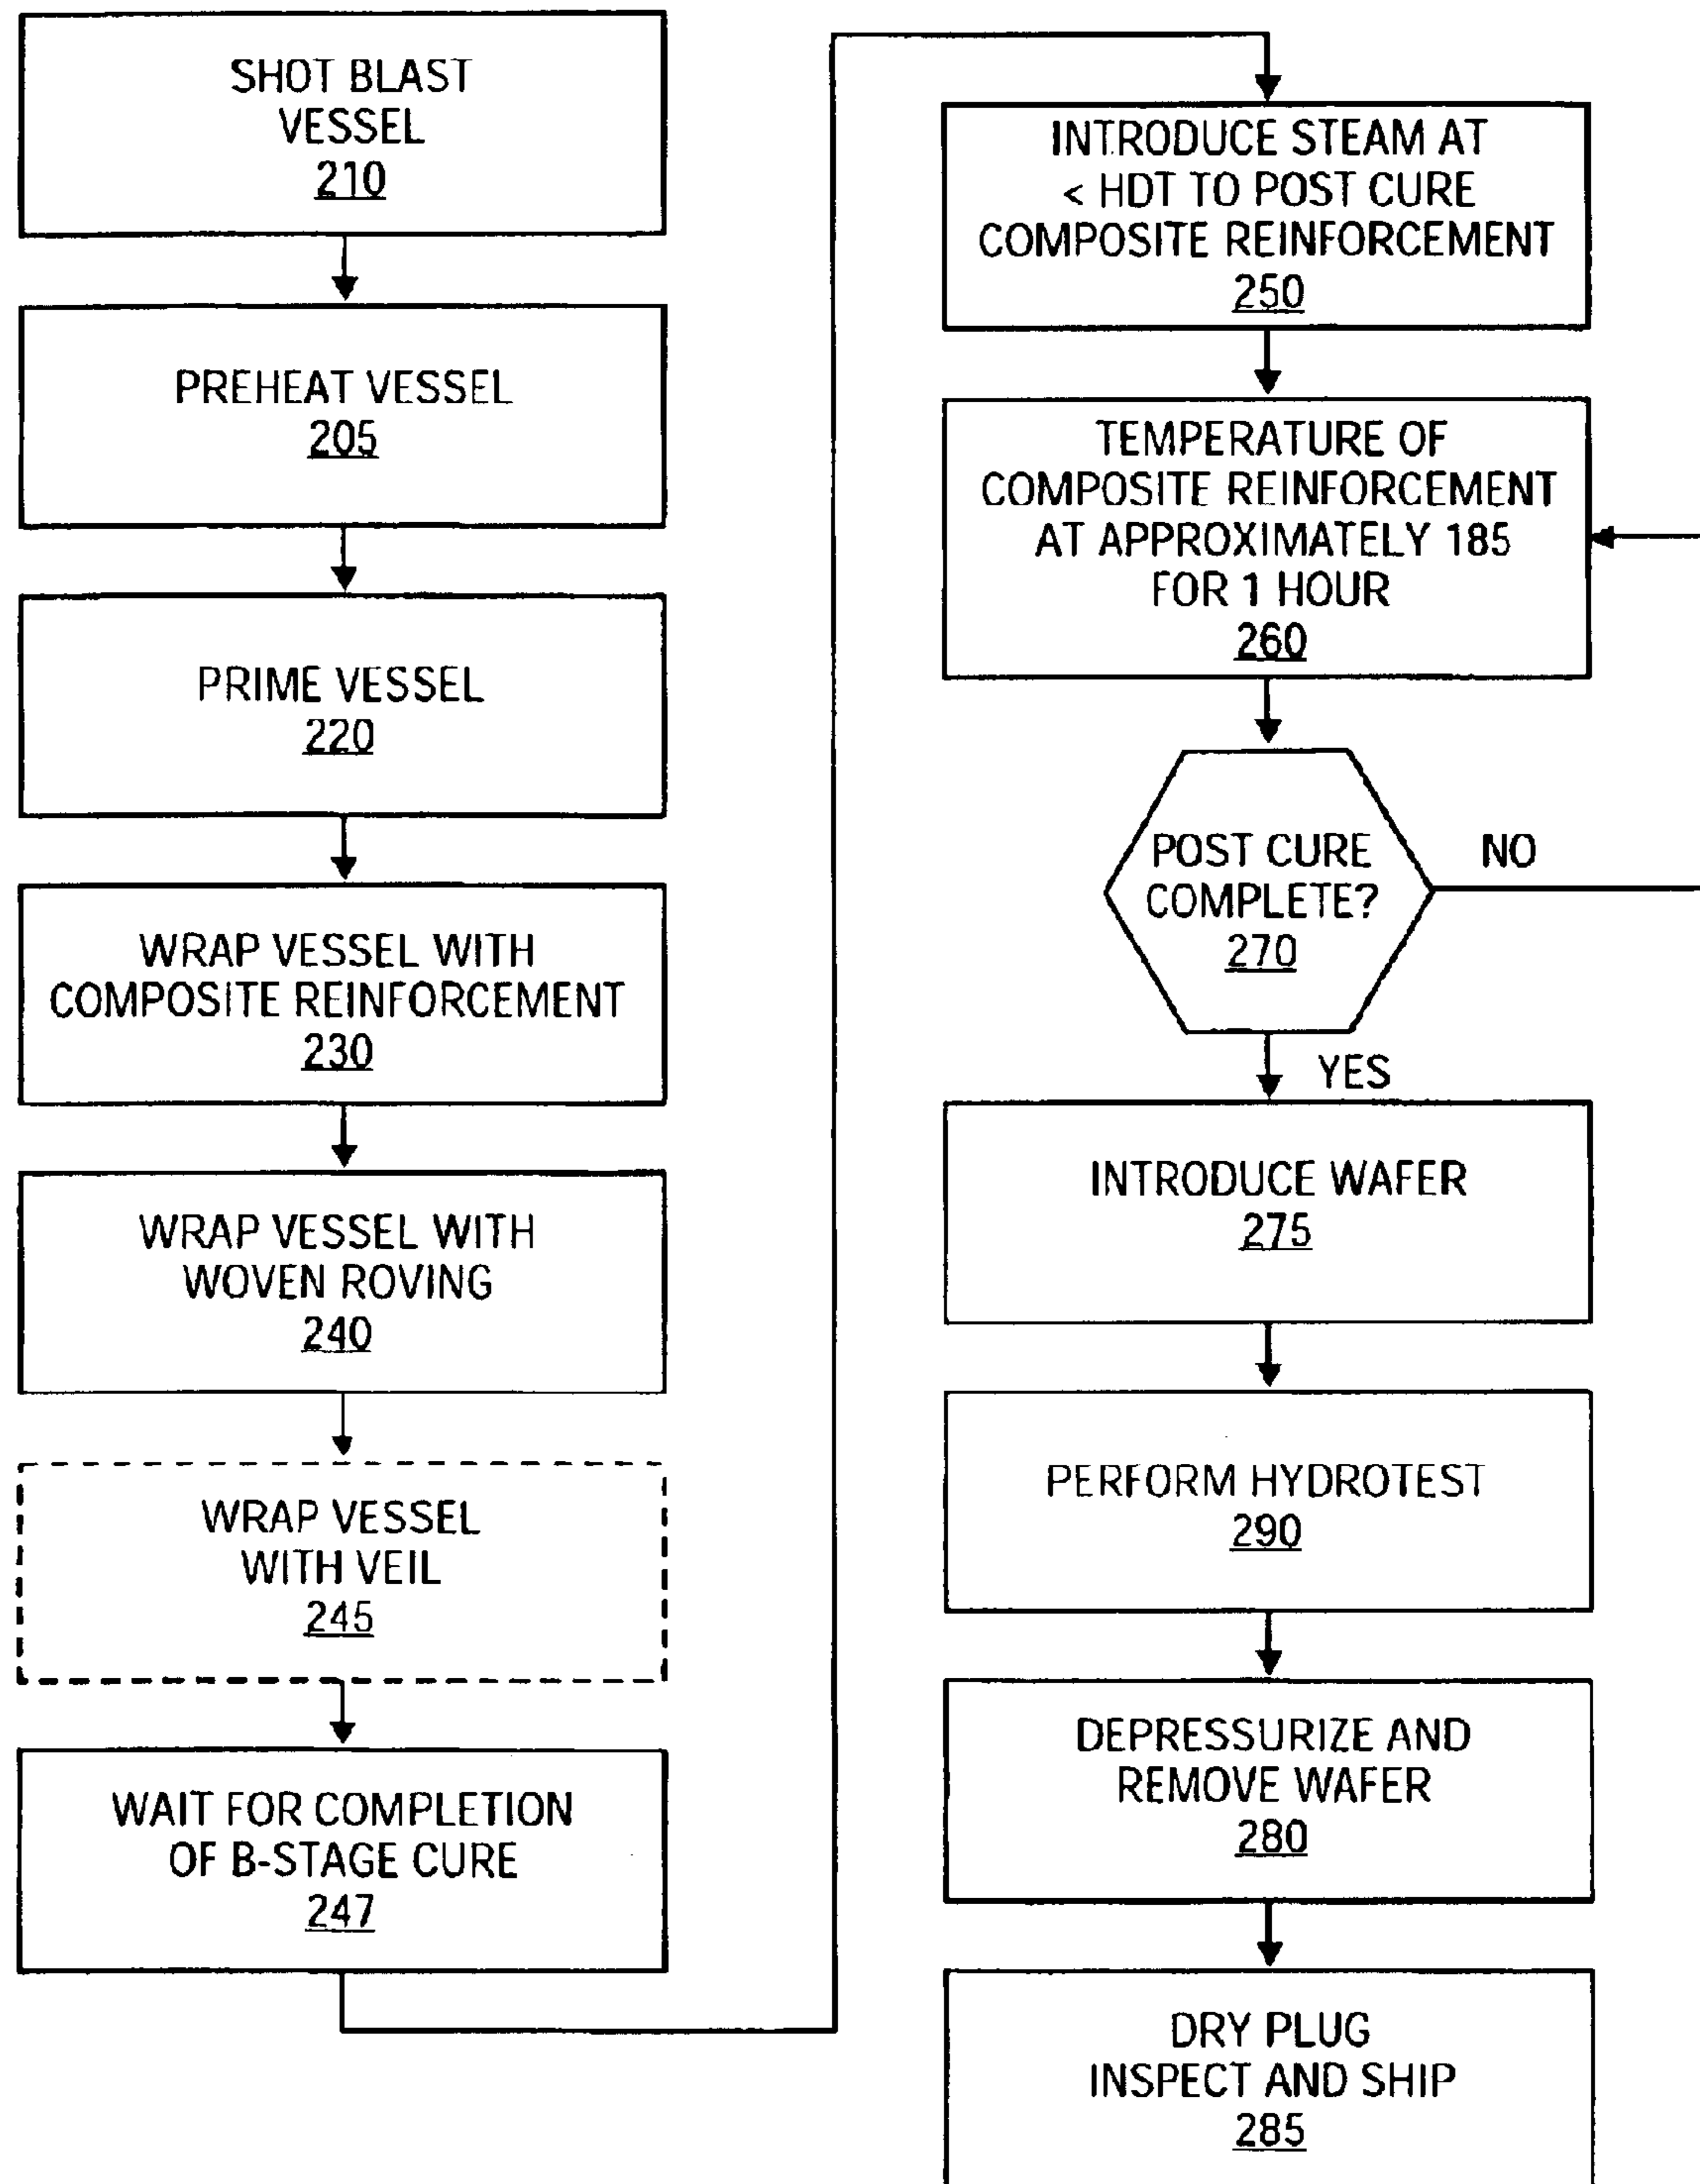 SHOT BLAST
VESSEL
210
PREHEAT VESSEL
205
PRIME VESSEL
220
WRAP VESSEL WITH
COMPOSITE REINFORCEMENT
230
WRAP VESSEL WITH
WOVEN ROVING
240
WRAP VESSEL
WITH VEIL
245
WAIT FOR COMPLETION
OF B-STAGE CURE
247
INTRODUCE STEAM AT
< HDT TO POST CURE
COMPOSITE REINFORCEMENT
250
TEMPERATURE OF
COMPOSITE REINFORCEMENT
AT APPROXIMATELY 185
FOR 1 HOUR
260
POST CURE
COMPLETE?
270
NO
YES
INTRODUCE WAFER
275
PERFORM HYDROTEST
290
DEPRESSURIZE AND
REMOVE WAFER
280
DRY PLUG
INSPECT AND SHIP
285